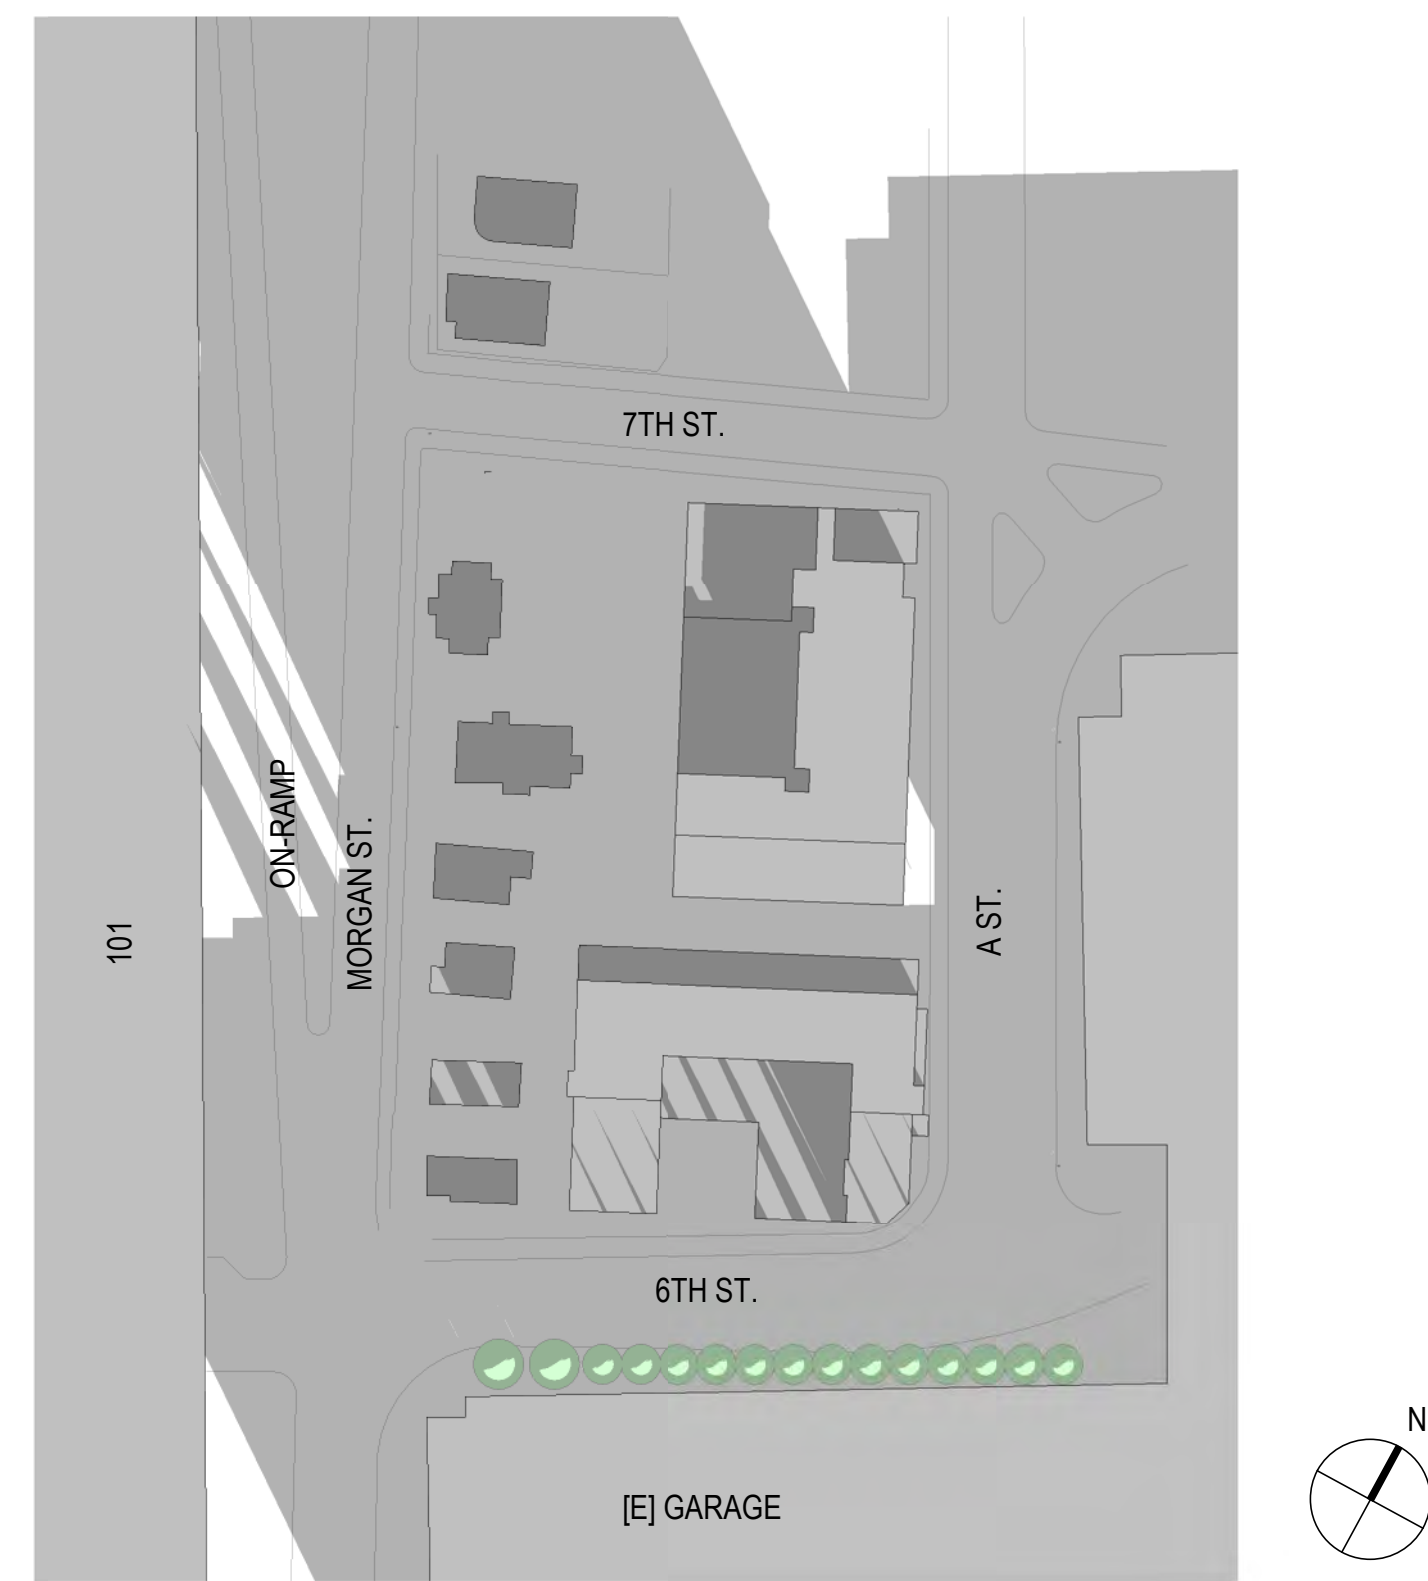 7TH ST.
ON-RAMP
MORGAN ST.
101
A ST.
6TH ST.
N
[E] GARAGE